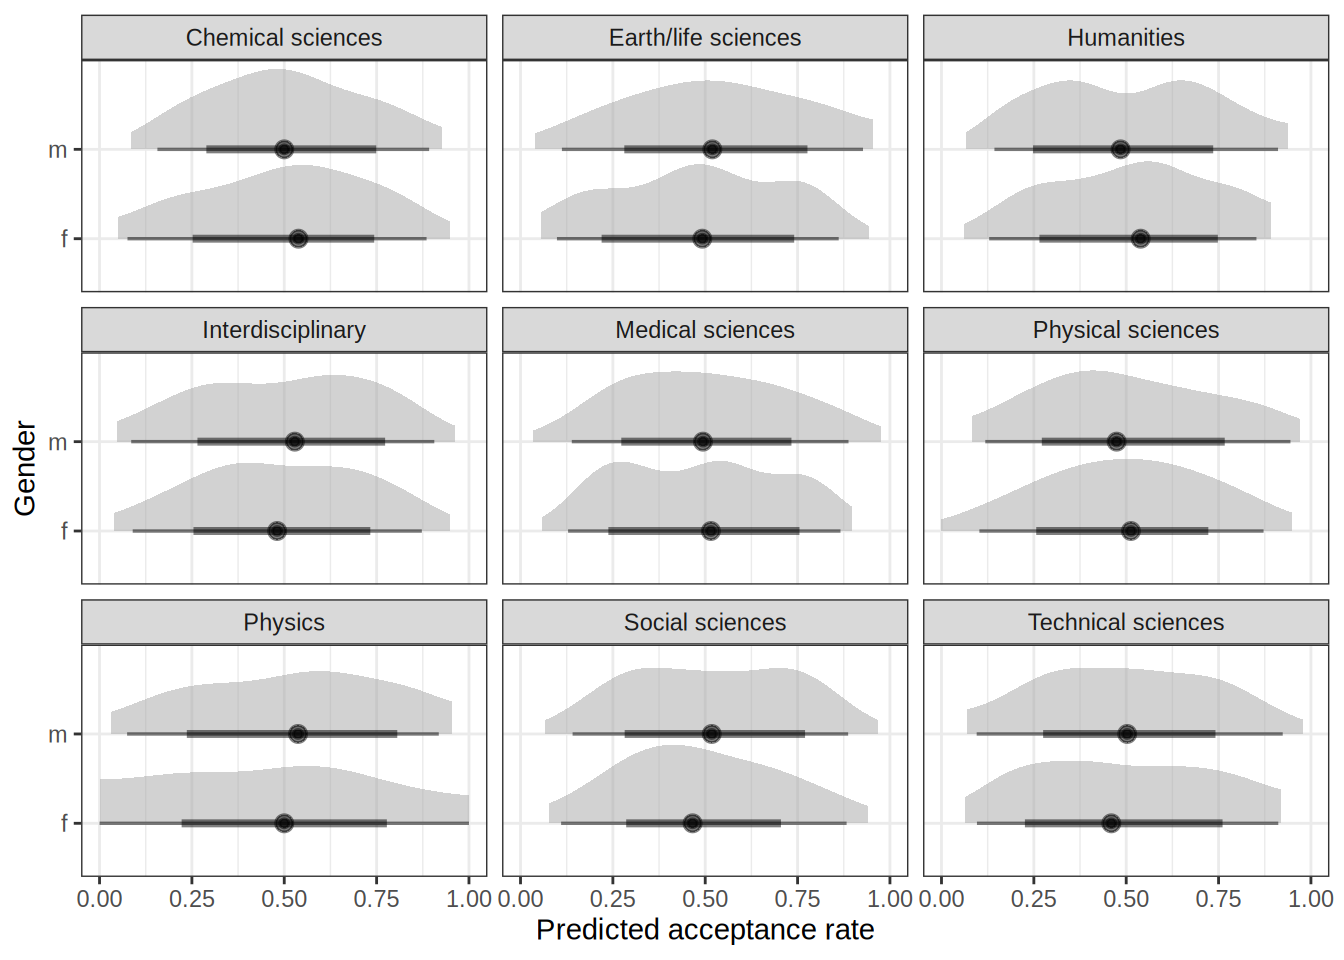 Chemical sciences
Earth/life sciences
Humanities
m
f
Interdisciplinary
Medical sciences
Physical sciences
m
f
Gender
Physics
Social sciences
Technical sciences
m
f
0.00 0.25 0.50 0.75 1.00 0.00 0.25 0.50 0.75 1.00 0.00 0.25 0.50 0.75 1.00
Predicted acceptance rate